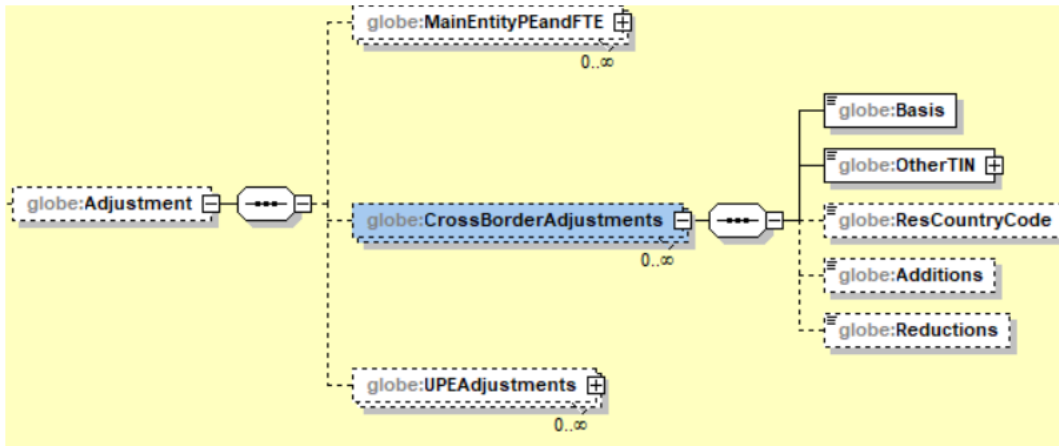 globe:MainEntityPEandFTE
0..∞
globe:Basis
globe:OtherTIN
globe:Adjustment
globe:CrossBorderAdjustments
0..∞
globe:ResCountryCode
globe:Additions
globe:Reductions
globe:UPEAdjustments
0..∞